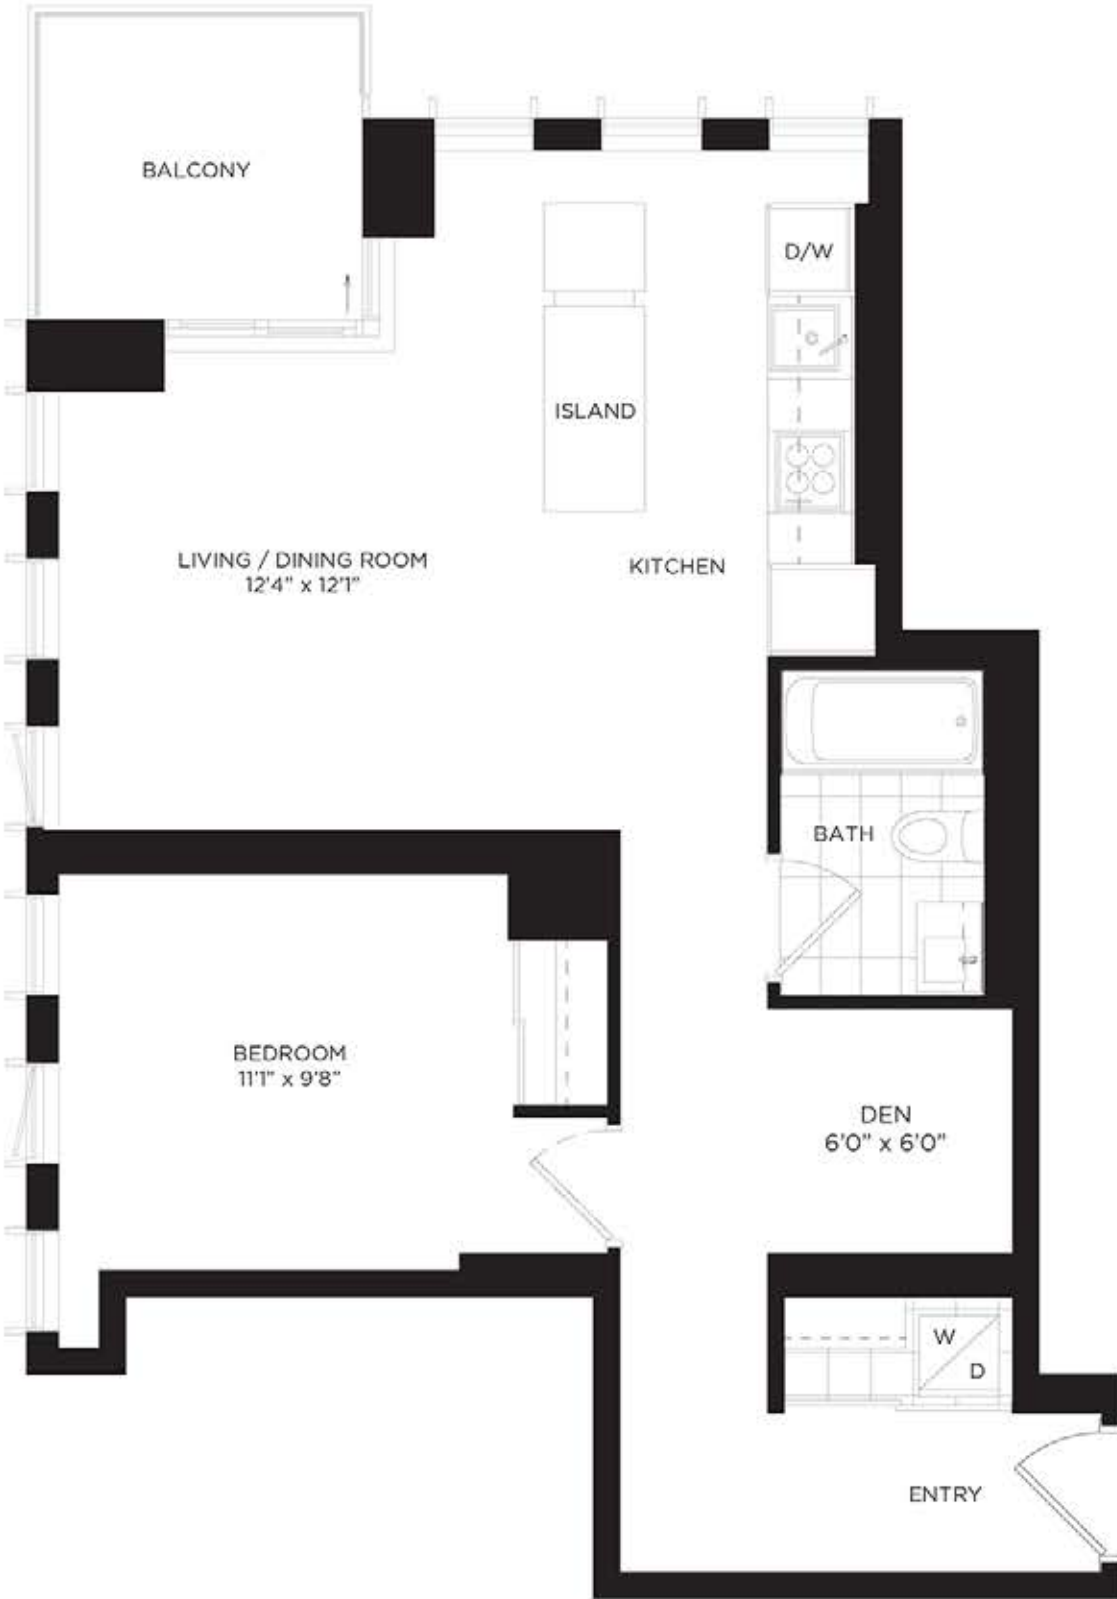 BALCONY
D/W
ISLAND
LIVING / DINING ROOM
12'4" x 12'1"
KITCHEN
BATH
BEDROOM
11'1" x 9'8"
DEN
6'0" x 6'0"
W
D
ENTRY